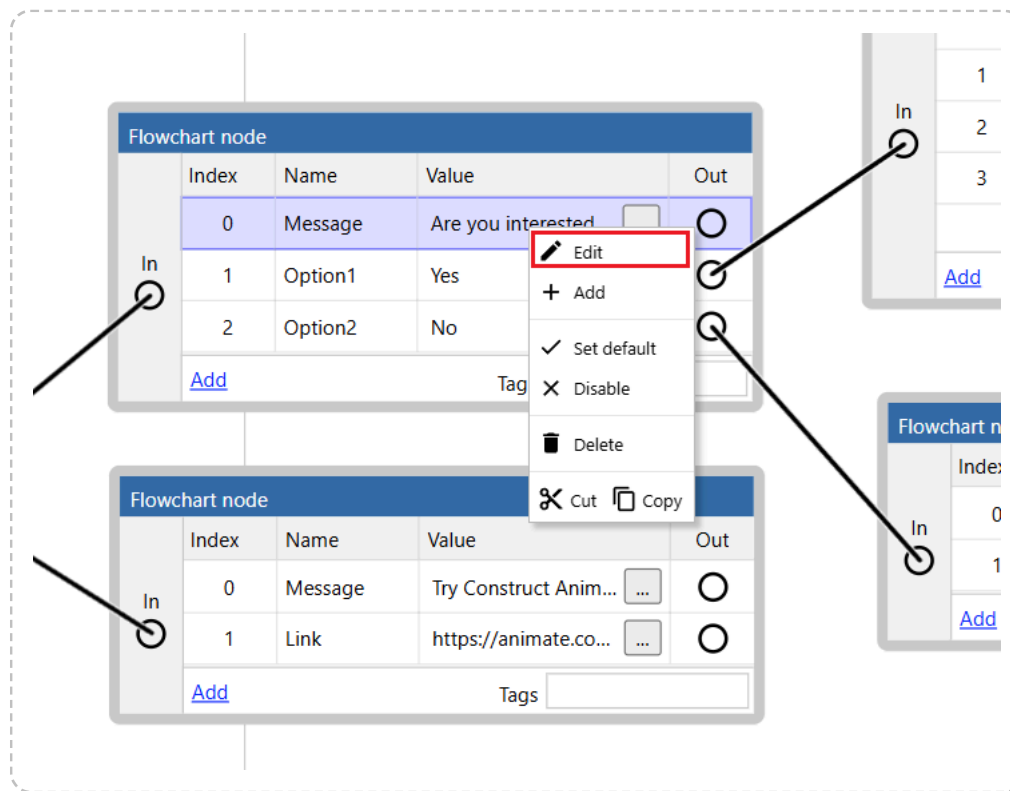 Flowchart node
Index Name Value Out
0 Message Are you interested
In
1 Option1 Yes
2 Option2 No
Add Tag
Edit
Add
Set default
Disable
Delete
Cut Copy
Flowchart node
Index Name Value Out
0 Message Try Construct Anim... ...
In
1 Link https://animate.co... ...
Add Tags
1
In
2
3
Add
Flowchart n
Index
0
In
1
Add